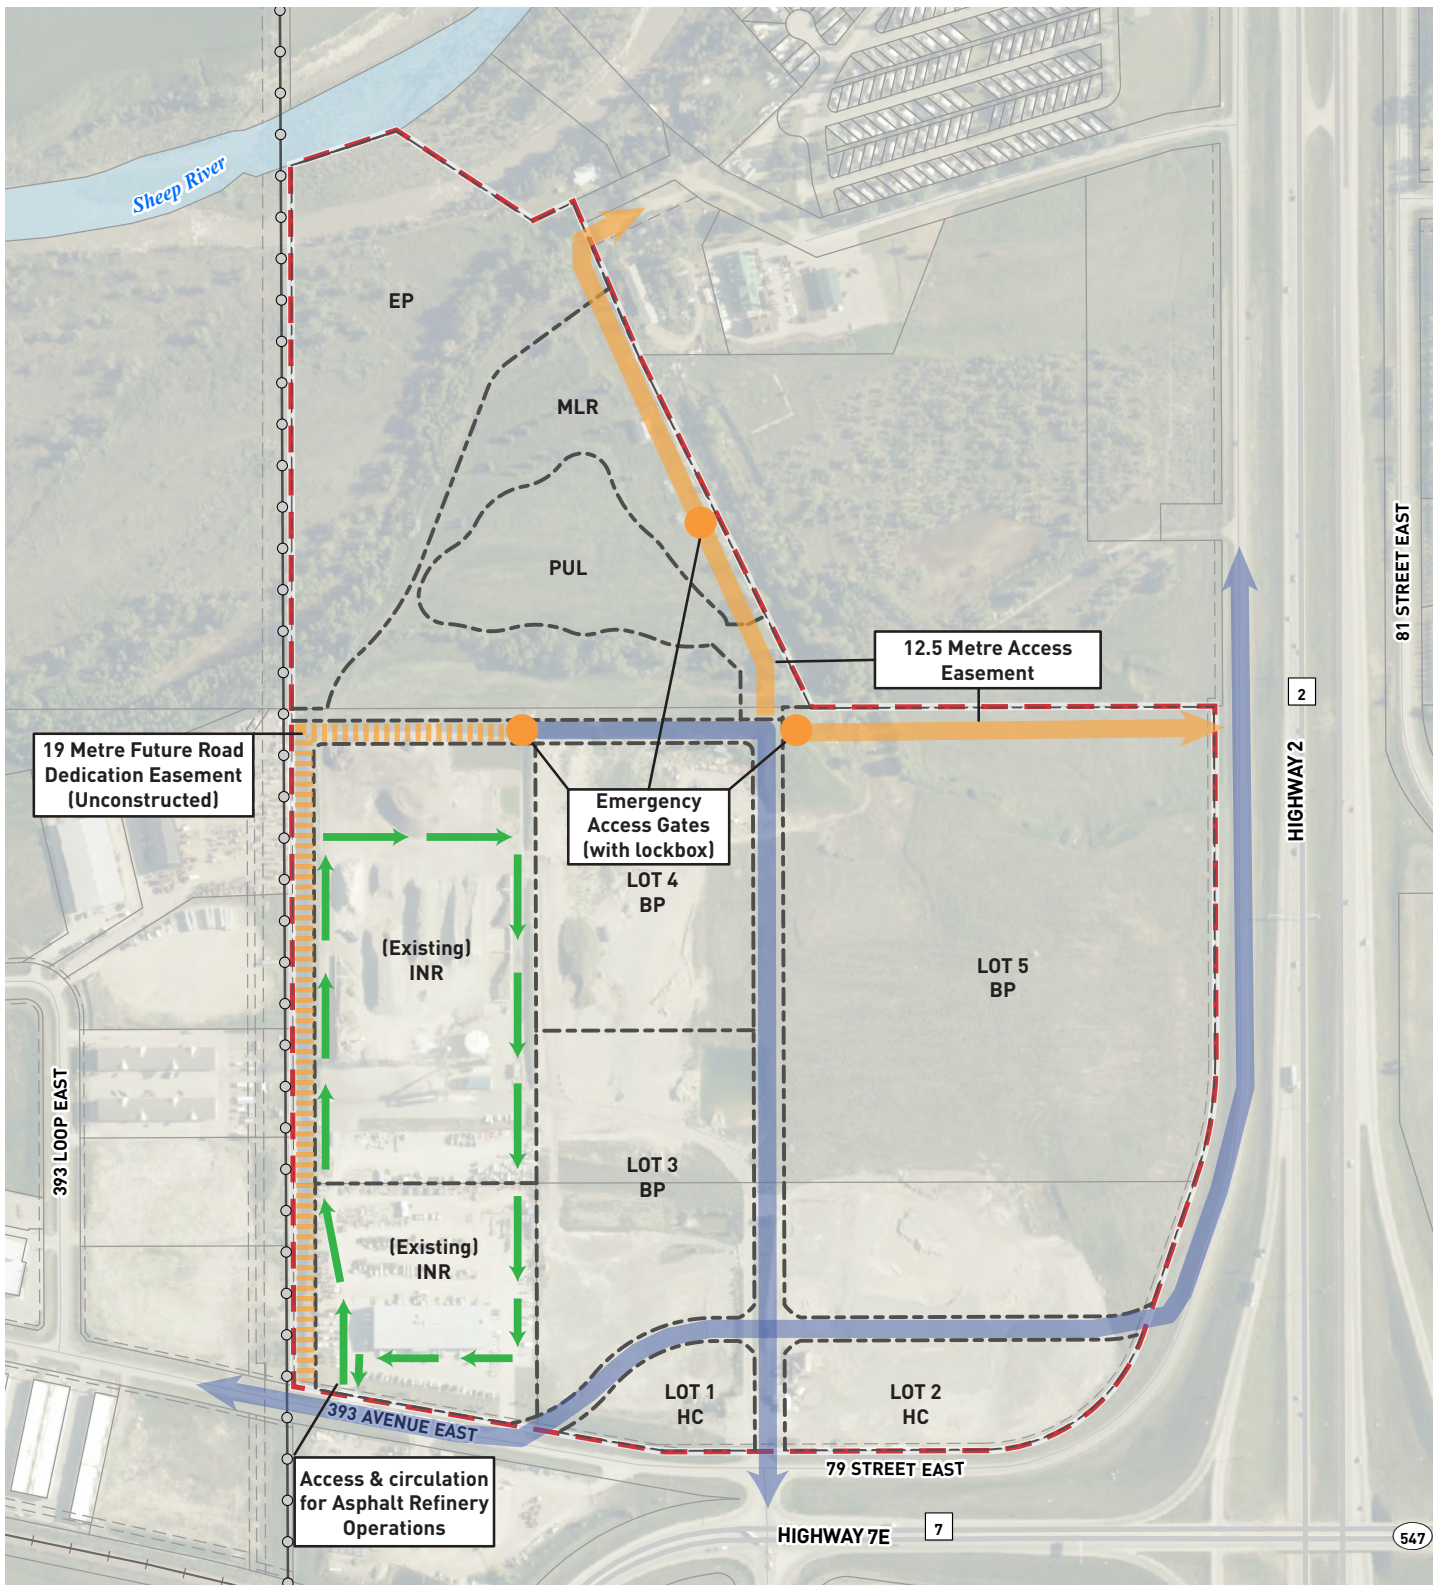 Sheep River
EP
MLR
PUL
81 STREET EAST
12.5 Metre Access
Easement
2
HIGHWAY 2
19 Metre Future Road
Dedication Easement
(Unconstructed)
Emergency
Access Gates
(with lockbox)
LOT 4
BP
(Existing)
INR
LOT 5
BP
393 LOOP EAST
LOT 3
BP
(Existing)
INR
LOT 1
HC
LOT 2
HC
393 AVENUE EAST
79 STREET EAST
Access & circulation
for Asphalt Refinery
Operations
HIGHWAY 7E
7
547